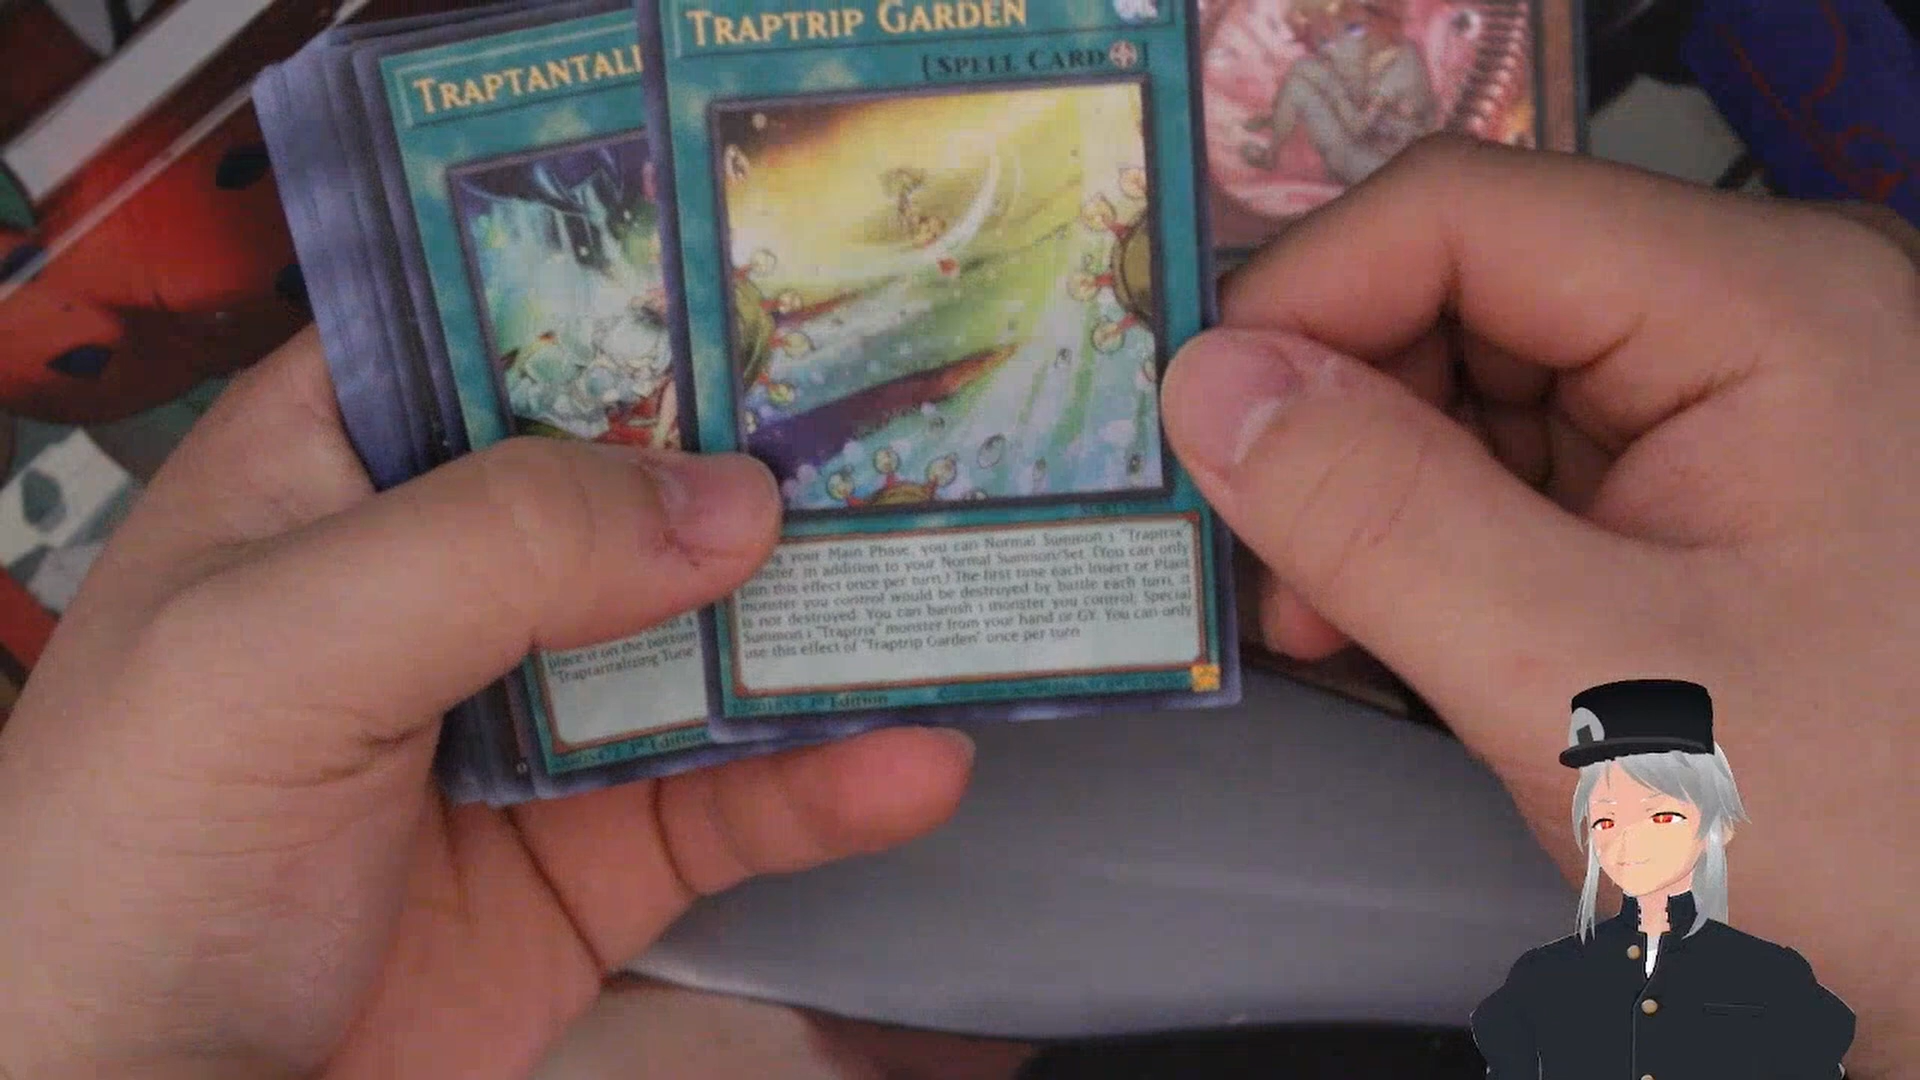 TRAPTRIP GARDEN
[SPELL CARD]
TRAPTANTALI
your Main Phase, you can Normal Summon 1 "Traptrix"
in addition to your Normal Summon/Set. (You can only
this effect once per turn.) The first time each Insect or Plant
monster you control would be destroyed by battle each turn, it
is not destroyed. You can banish 1 monster you control; Special
Summon 1 "Traptrix" monster from your hand or GY. You can only
use this effect of "Traptrip Garden" once per turn
1st Edition
place it on the bottom
"Traptantalizing Tune"
1st Edition